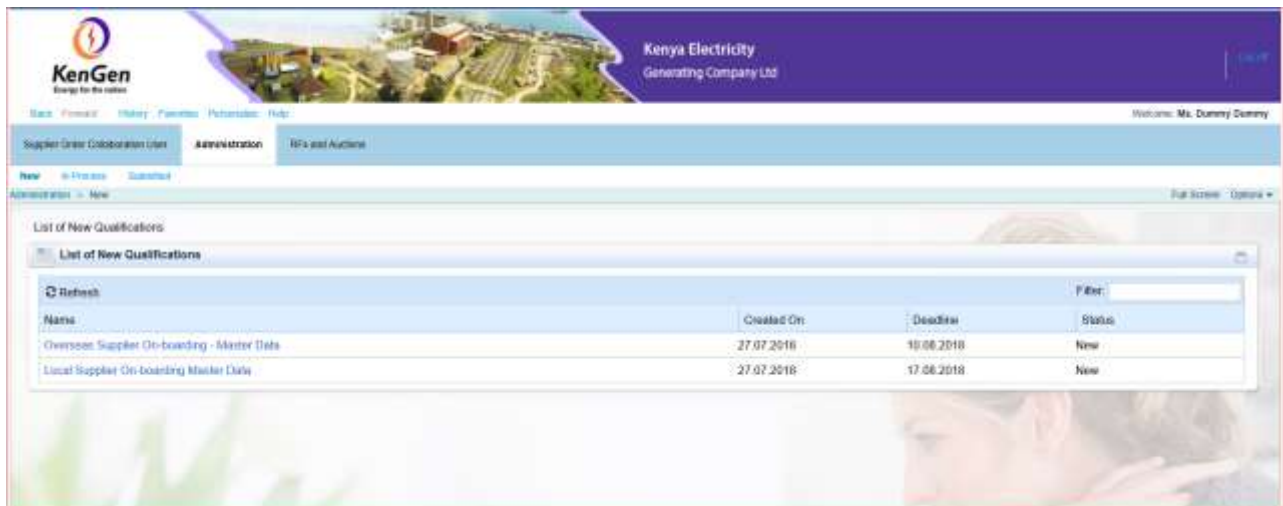 KenGen
Energy for the nation
Kenya Electricity
Generating Company Ltd
Back Forward History Favorites Personalize Help
Welcome: Ms. Dummy Dummy
Supplier Order Collaboration User Administration RFx and Auctions
New In Process Submitted
Administration > New
Full Screen Options
List of New Qualifications
List of New Qualifications
Refresh
Filter:
Name Created On Deadline Status
Overseas Supplier On-boarding - Master Data 27.07.2018 10.08.2018 New
Local Supplier On-boarding Master Data 27.07.2018 17.08.2018 New